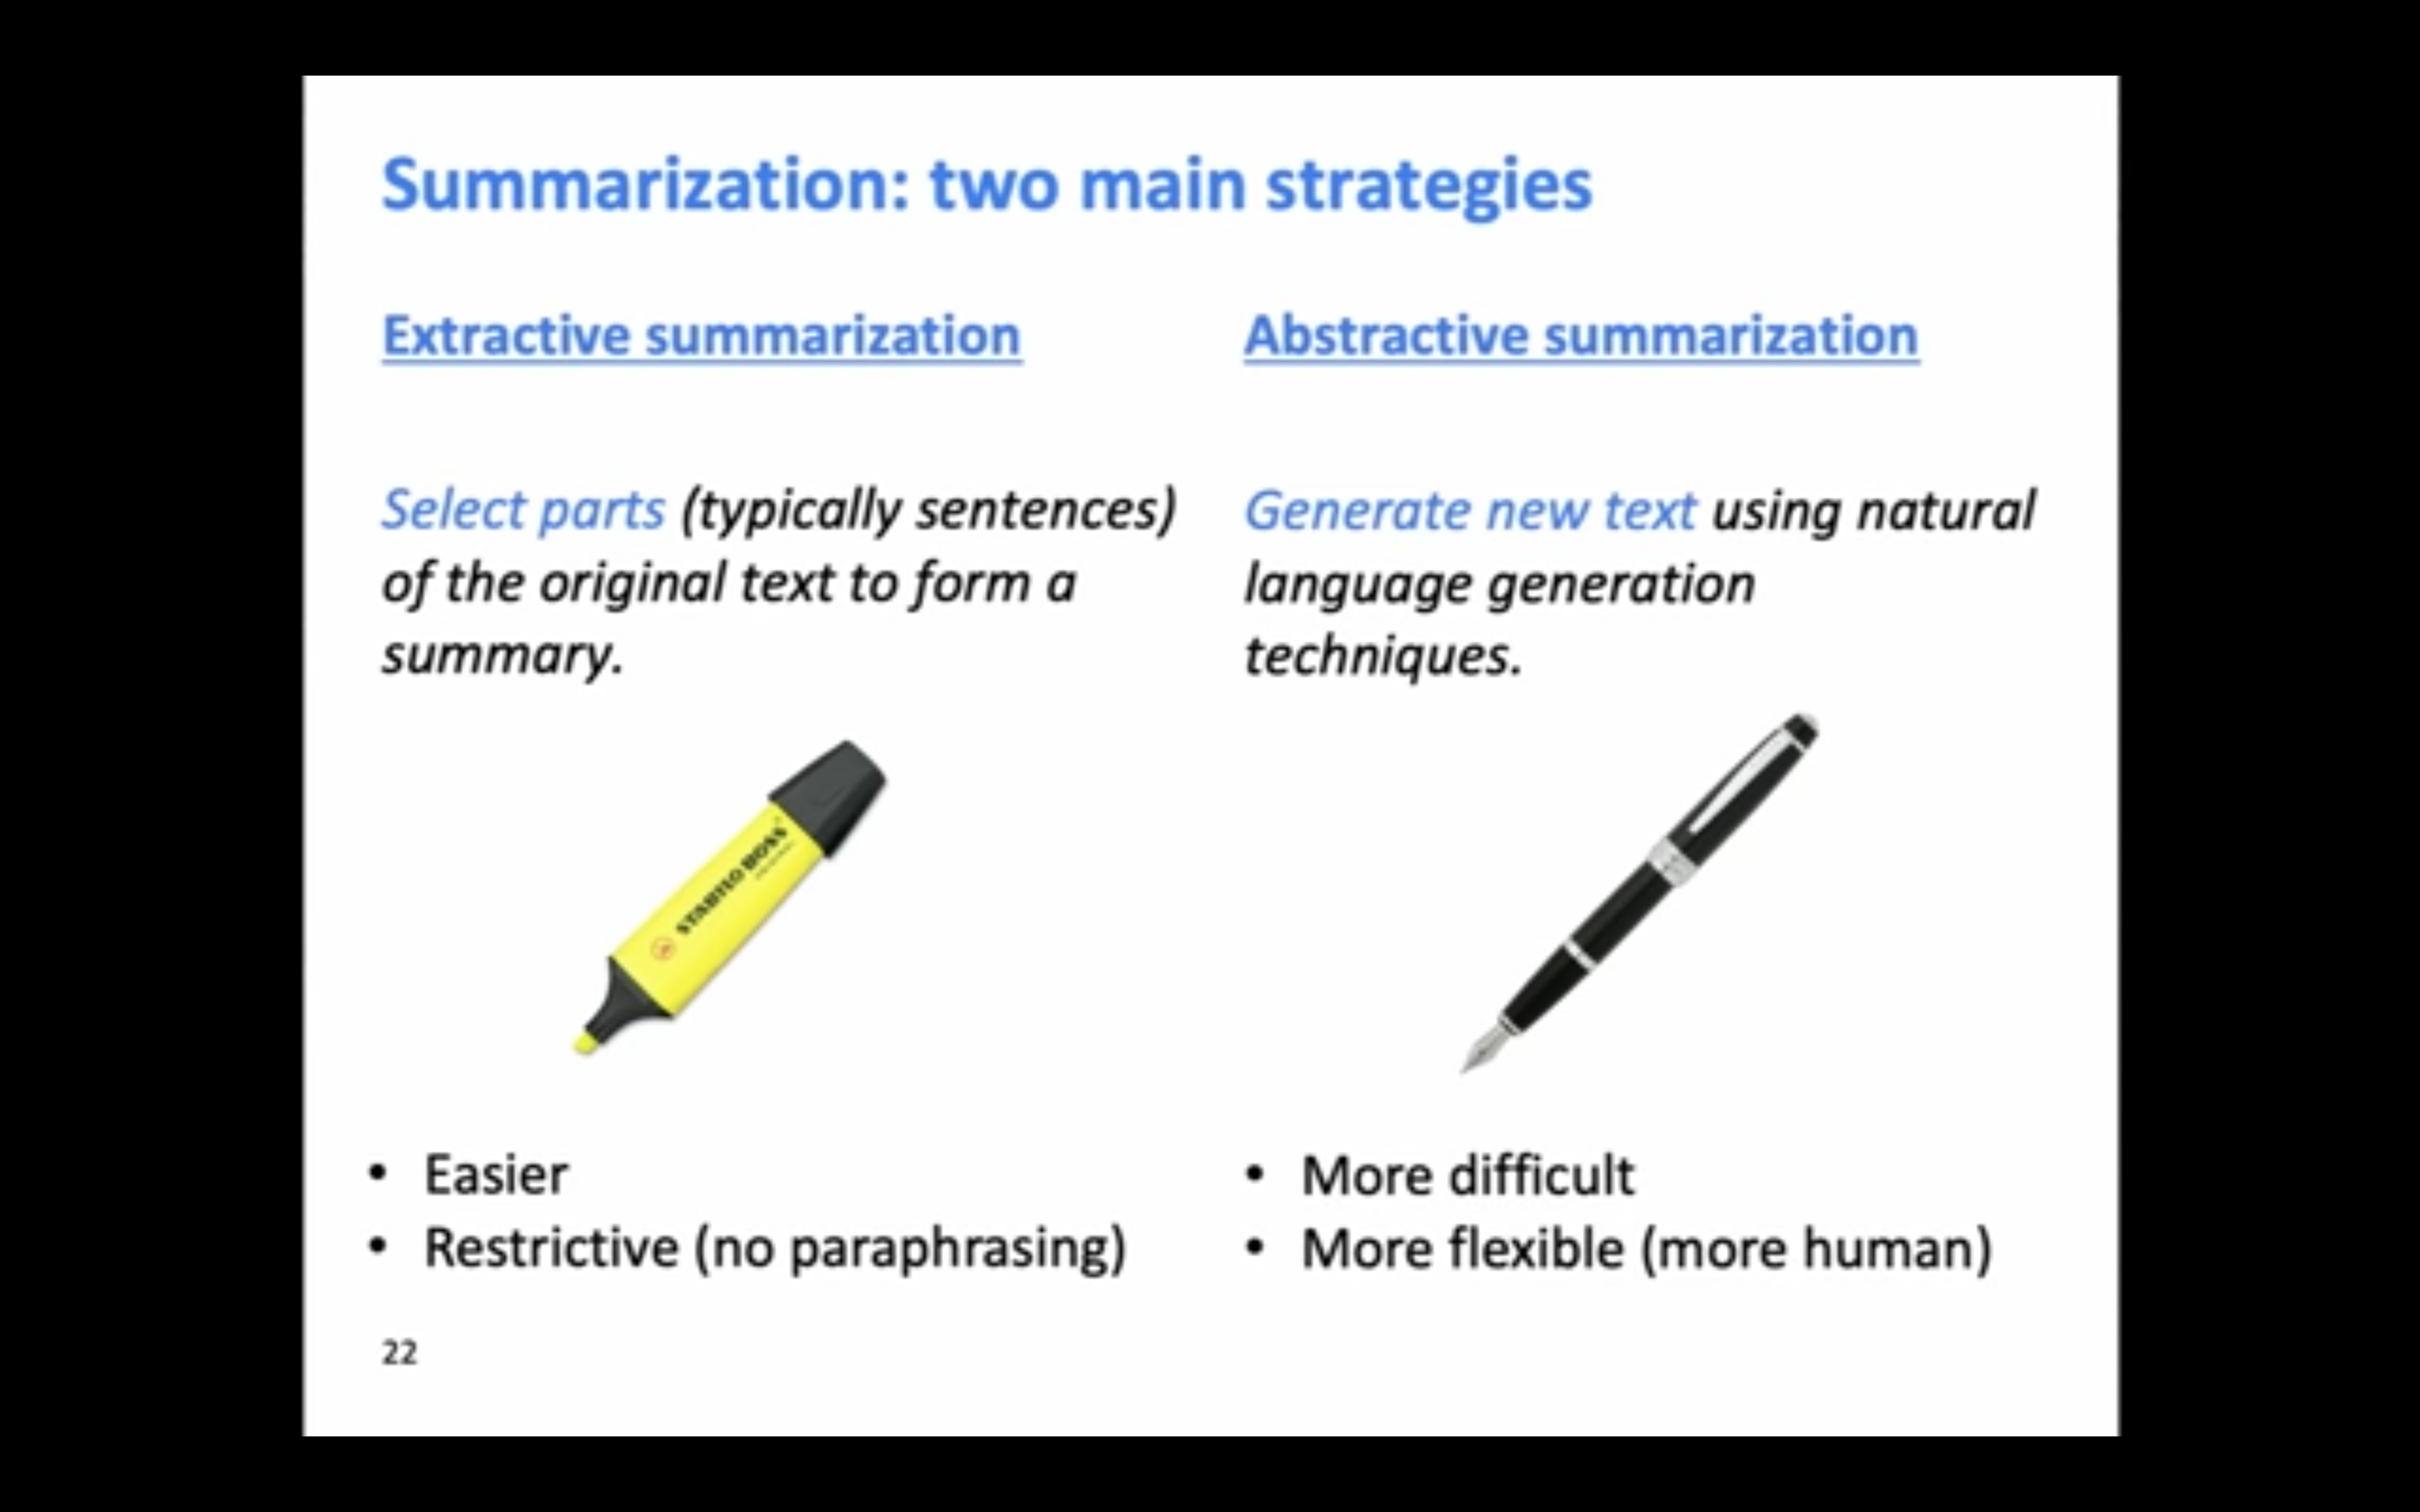 Summarization: two main strategies
Extractive summarization
Select parts (typically sentences)
of the original text to form a
summary.
STABILO BOSS
• Easier
• Restrictive (no paraphrasing)
Abstractive summarization
Generate new text using natural
language generation
techniques.
• More difficult
• More flexible (more human)
22